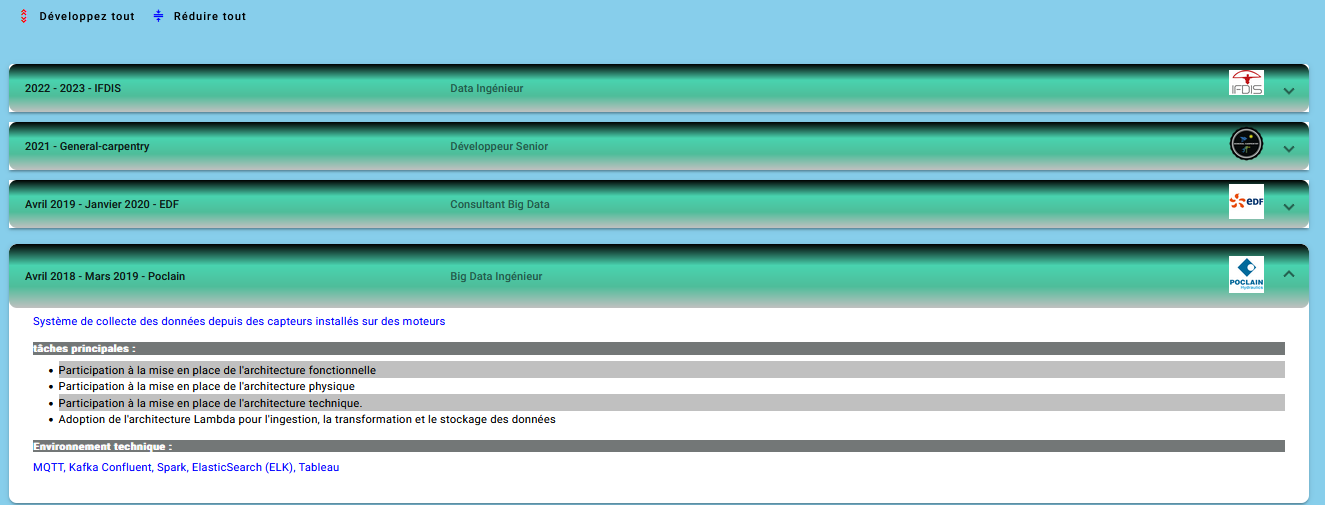 Développez tout Réduire tout
2022 - 2023 - IFDIS Data Ingénieur IFDIS
2021 - General-carpentry Développeur Senior
Avril 2019 - Janvier 2020 - EDF Consultant Big Data eDF
Avril 2018 - Mars 2019 - Poclain Big Data Ingénieur POCLAIN
Hydraulics
Système de collecte des données depuis des capteurs installés sur des moteurs
tâches principales :
• Participation à la mise en place de l'architecture fonctionnelle
• Participation à la mise en place de l'architecture physique
• Participation à la mise en place de l'architecture technique.
• Adoption de l'architecture Lambda pour l'ingestion, la transformation et le stockage des données
Environnement technique :
MQTT, Kafka Confluent, Spark, ElasticSearch (ELK), Tableau